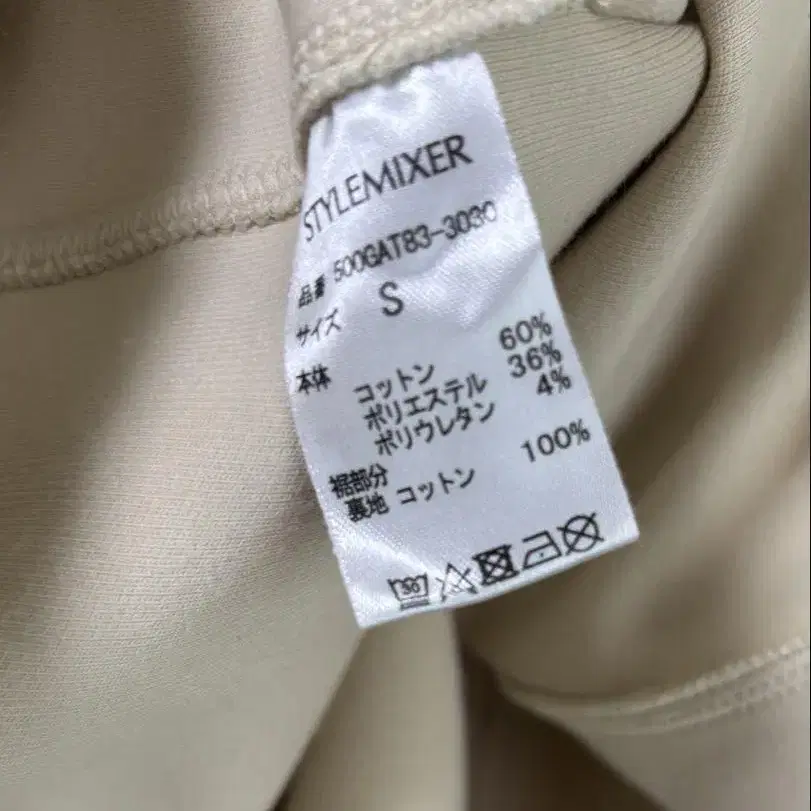 STYLEMIXER
品番 500GAT83-3030
サイズ S
本体 コットン 60%
ポリエステル 36%
ポリウレタン 4%
裾部分
裏地 コットン 100%
30